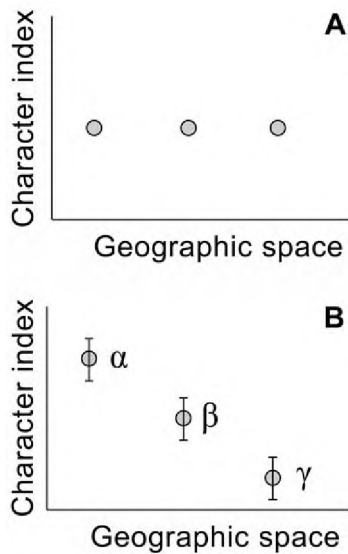 A
Character index
Geographic space
B
Character index
α
β
γ
Geographic space